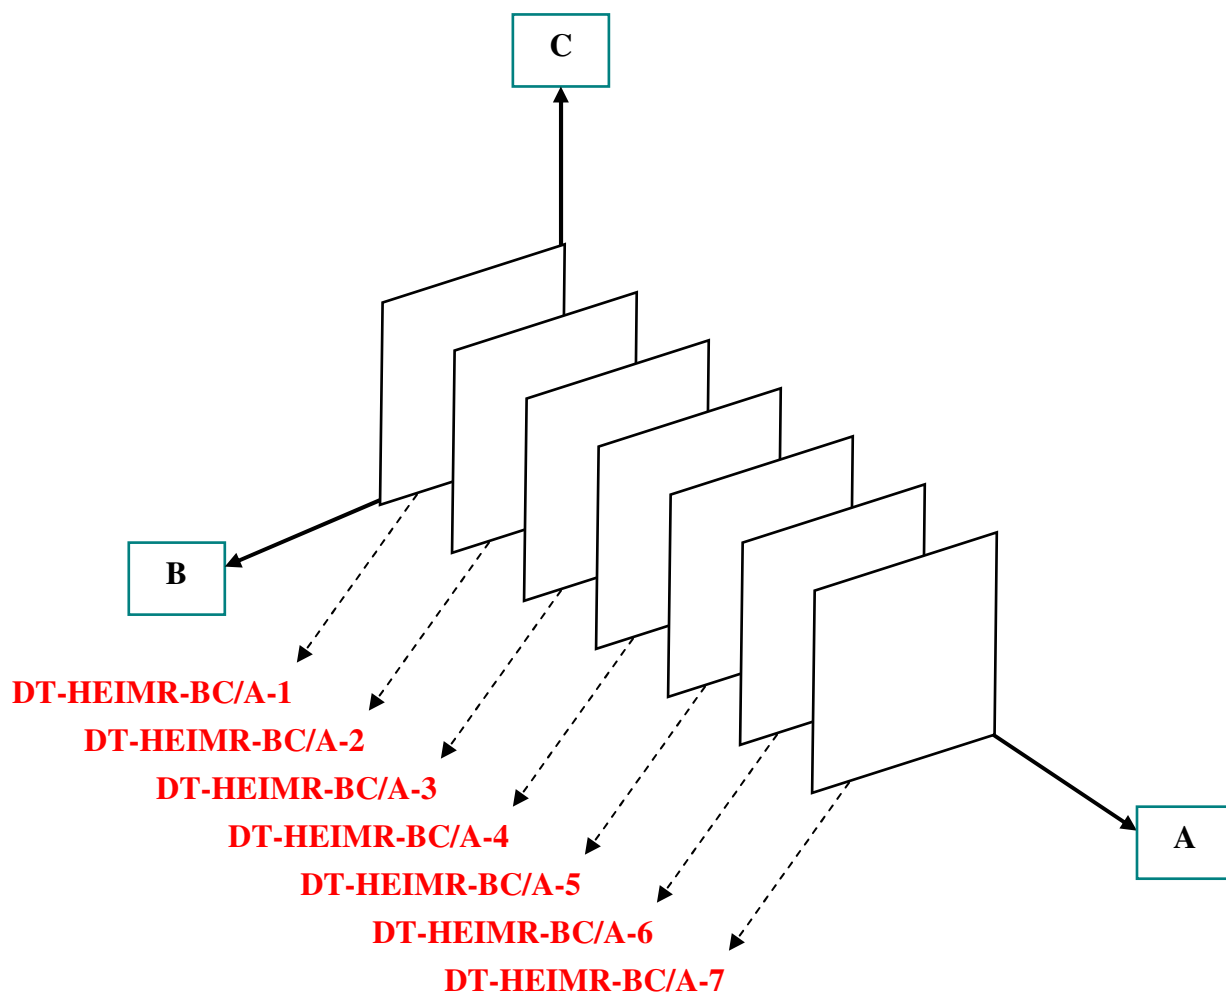 C
B
DT-HEIMR-BC/A-1
DT-HEIMR-BC/A-2
DT-HEIMR-BC/A-3
DT-HEIMR-BC/A-4
A
DT-HEIMR-BC/A-5
DT-HEIMR-BC/A-6
DT-HEIMR-BC/A-7